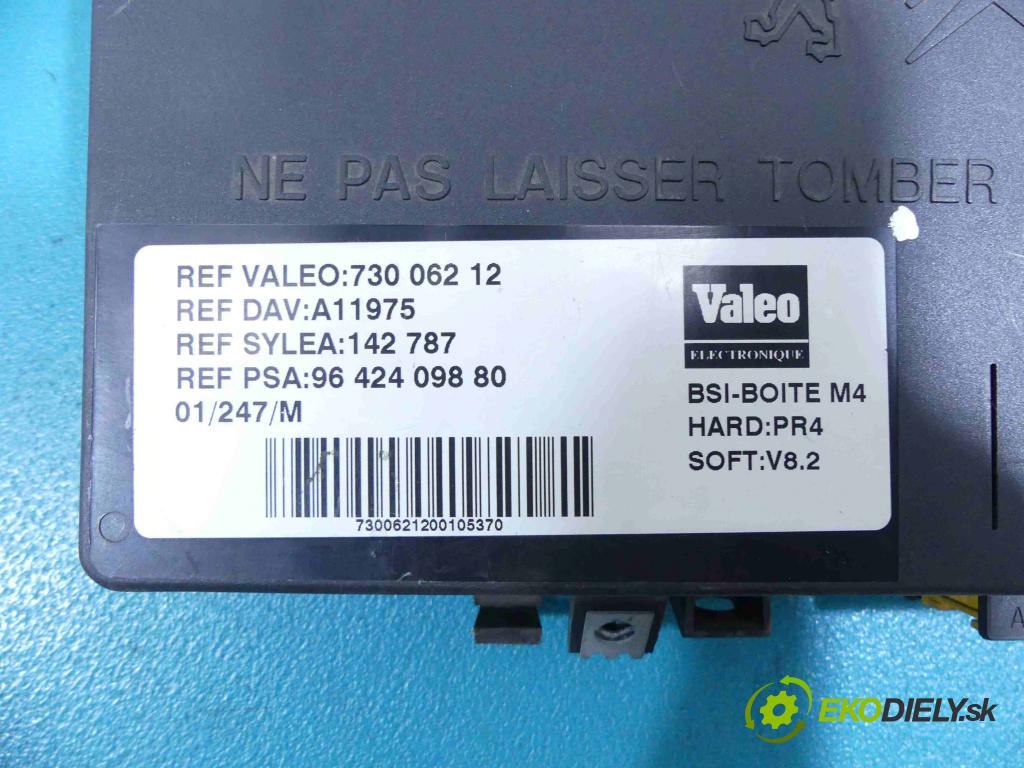 NE PAS LAISSER TOMBER
REF VALEO:730 062 12
REF DAV:A11975
REF SYLEA:142 787
REF PSA:96 424 098 80
01/247/M
7300621200105370
Valeo
ELECTRONIQUE
BSI-BOITE M4
HARD:PR4
SOFT:V8.2
A
EKODIELY.sk